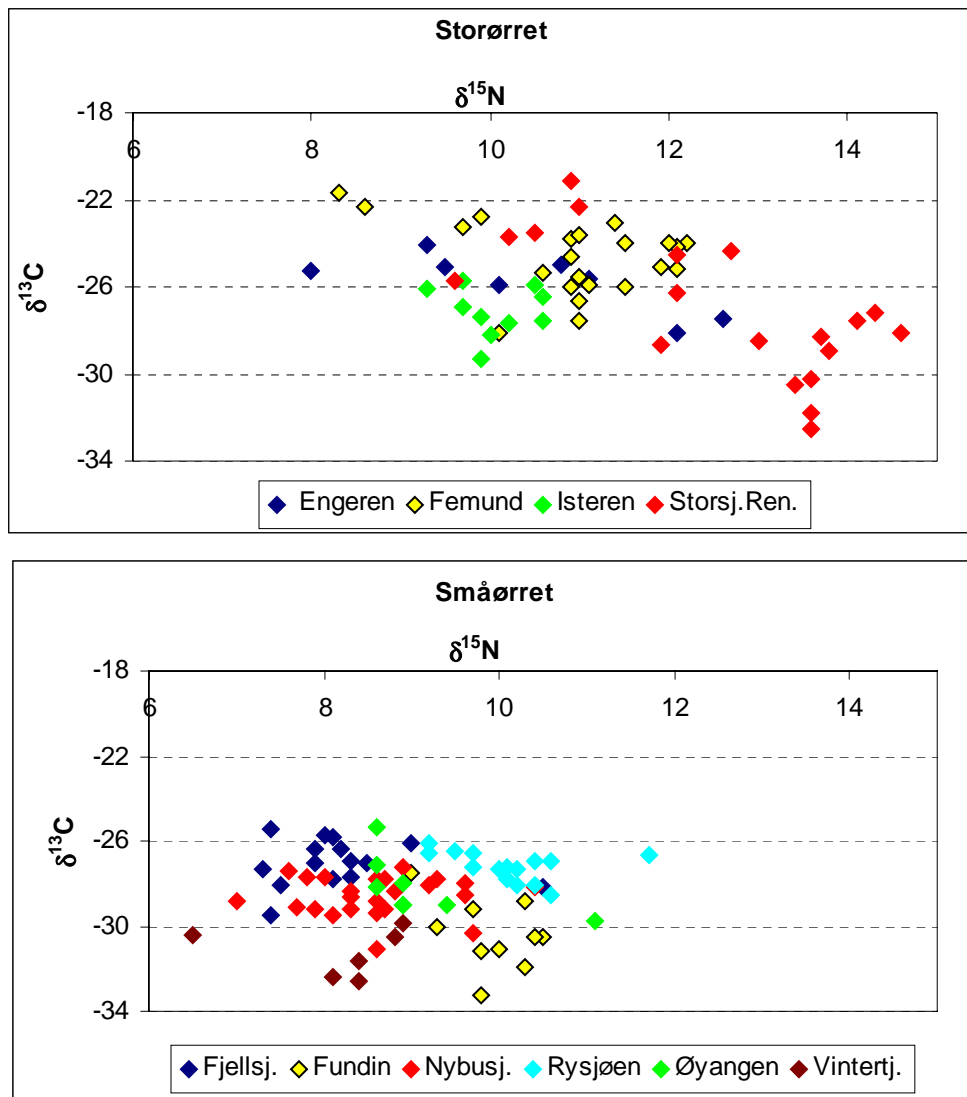 Storørret
δ15N
-18
6 8 10 12 14
-22
δ13C
-26
-30
-34
Engeren Femund Isteren Storsj.Ren.
Småørret
δ15N
-18
6 8 10 12 14
-22
δ13C
-26
-30
-34
Fjellsj. Fundin Nybusj. Rysjøen Øyangen Vintertj.